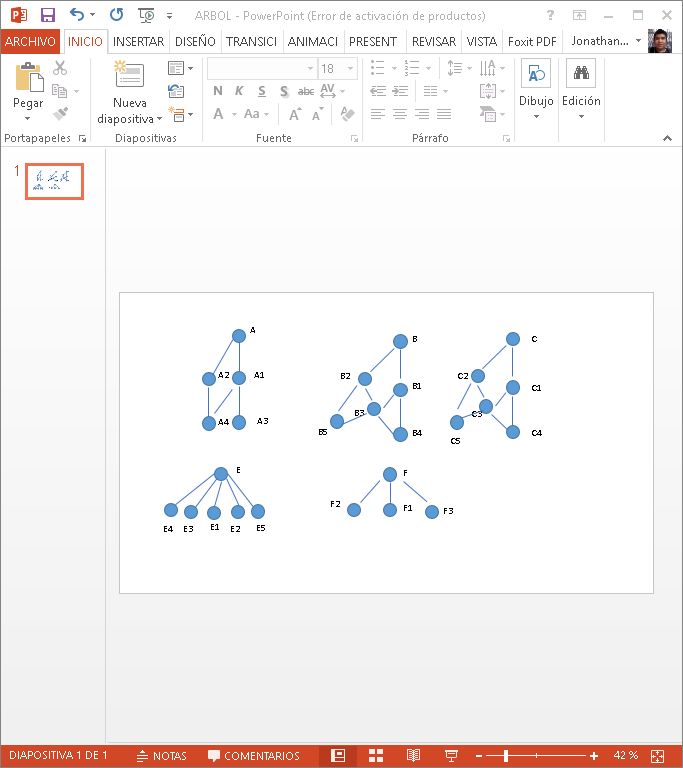 ARBOL - PowerPoint (Error de activación de productos)
ARCHIVO INICIO INSERTAR DISEÑO TRANSICI ANIMACI PRESENT REVISAR VISTA Foxit PDF Jonathan...
18
Pegar Nueva diapositiva N K S S abc AV A Aa A A Dibujo Edición
Portapapeles Diapositivas Fuente Párrafo
1
A
A2 A1
A4 A3
B
B2 B1
B3
B5 B4
C
C2 C1
C3
C5 C4
E
E4 E3 E1 E2 E5
F
F2 F1 F3
DIAPOSITIVA 1 DE 1 NOTAS COMENTARIOS 42 %